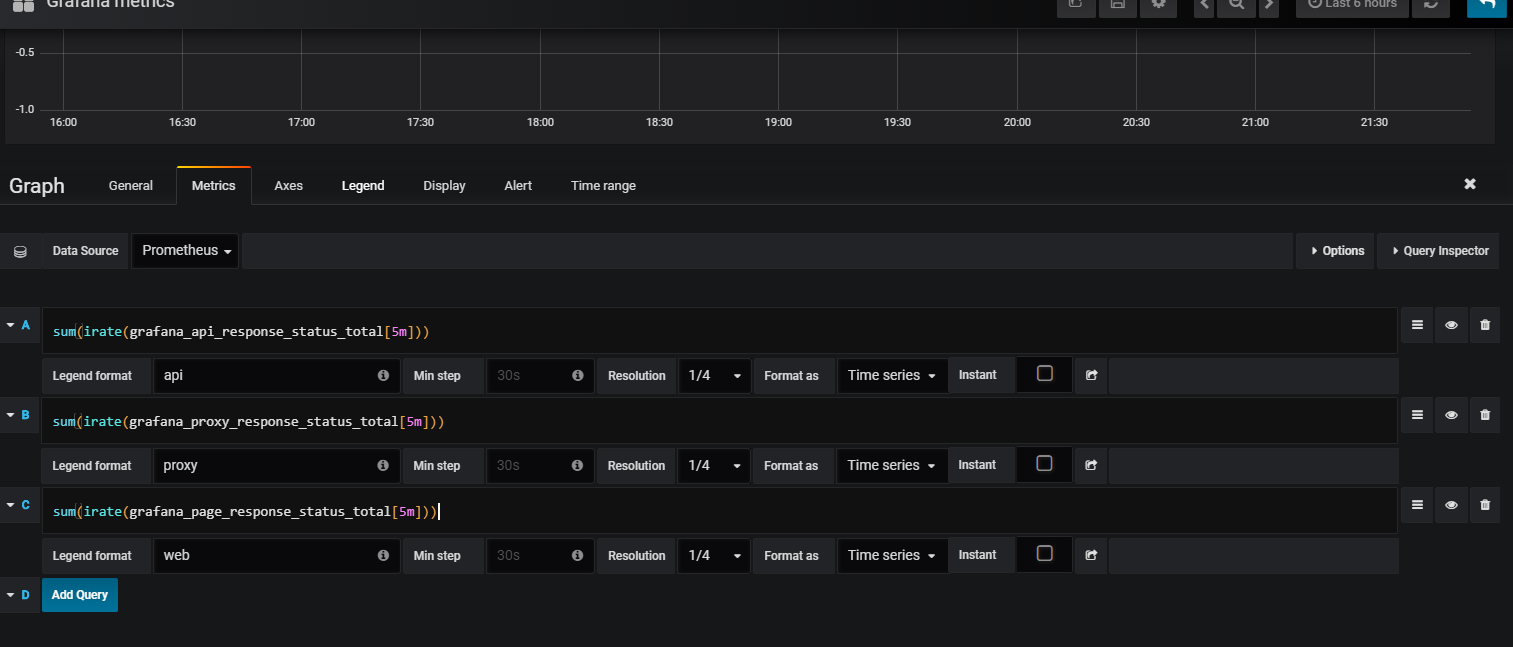 Grafana metrics
Last 6 hours
-0.5
-1.0
16:00 16:30 17:00 17:30 18:00 18:30 19:00 19:30 20:00 20:30 21:00 21:30
Graph General Metrics Axes Legend Display Alert Time range
Data Source Prometheus Options Query Inspector
A sum(irate(grafana_api_response_status_total[5m]))
Legend format api Min step 30s Resolution 1/4 Format as Time series Instant
B sum(irate(grafana_proxy_response_status_total[5m]))
Legend format proxy Min step 30s Resolution 1/4 Format as Time series Instant
C sum(irate(grafana_page_response_status_total[5m]))
Legend format web Min step 30s Resolution 1/4 Format as Time series Instant
D Add Query